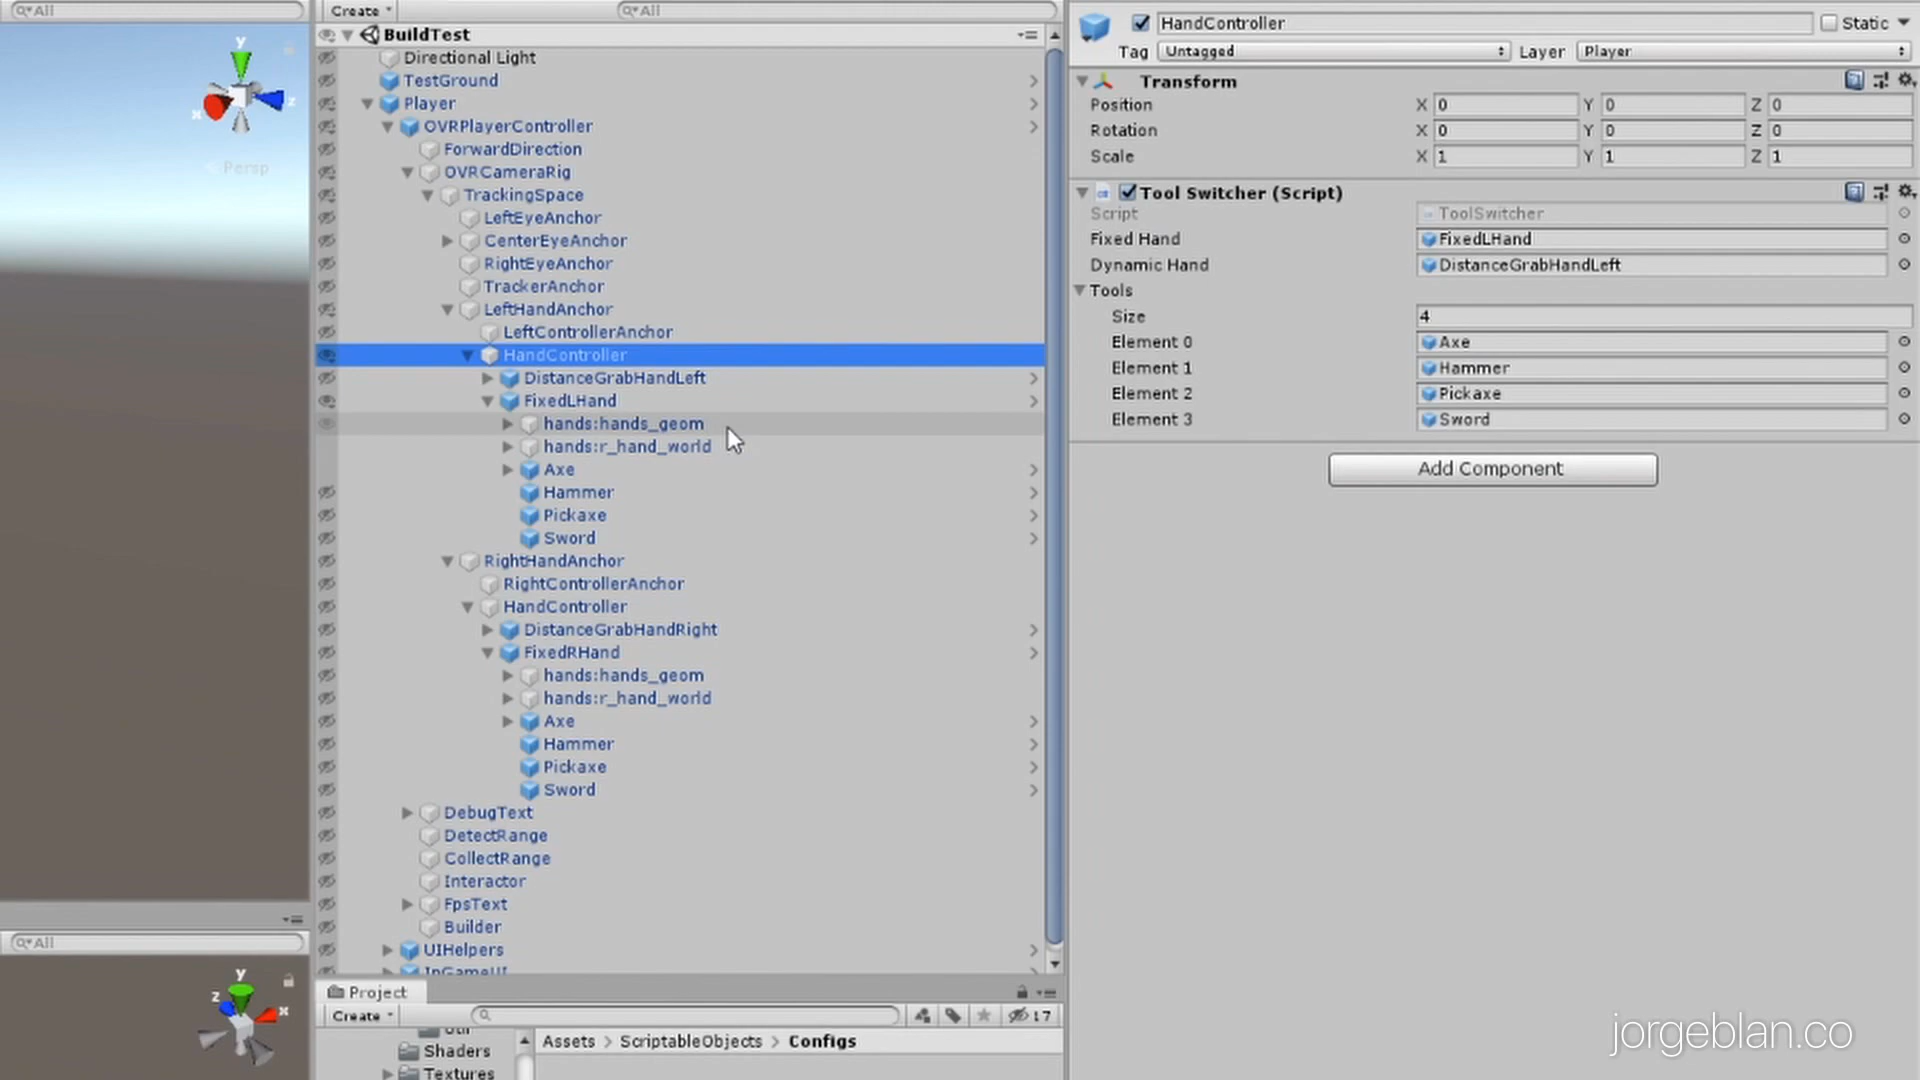 All
y
x
z
Persp
All
y
z
x
Create
All
BuildTest
Directional Light
TestGround
Player
OVRPlayerController
ForwardDirection
OVRCameraRig
TrackingSpace
LeftEyeAnchor
CenterEyeAnchor
RightEyeAnchor
TrackerAnchor
LeftHandAnchor
LeftControllerAnchor
HandController
DistanceGrabHandLeft
FixedLHand
hands:hands_geom
hands:r_hand_world
Axe
Hammer
Pickaxe
Sword
RightHandAnchor
RightControllerAnchor
HandController
DistanceGrabHandRight
FixedRHand
hands:hands_geom
hands:r_hand_world
Axe
Hammer
Pickaxe
Sword
DebugText
DetectRange
CollectRange
Interactor
FpsText
Builder
UIHelpers
InGameUI
Project
Create
17
Util
Shaders
Textures
Assets > ScriptableObjects > Configs
HandController Static
Tag Untagged Layer Player
Transform
Position X 0 Y 0 Z 0
Rotation X 0 Y 0 Z 0
Scale X 1 Y 1 Z 1
Tool Switcher (Script)
Script ToolSwitcher
Fixed Hand FixedLHand
Dynamic Hand DistanceGrabHandLeft
Tools
Size 4
Element 0 Axe
Element 1 Hammer
Element 2 Pickaxe
Element 3 Sword
Add Component
jorgeblan.co